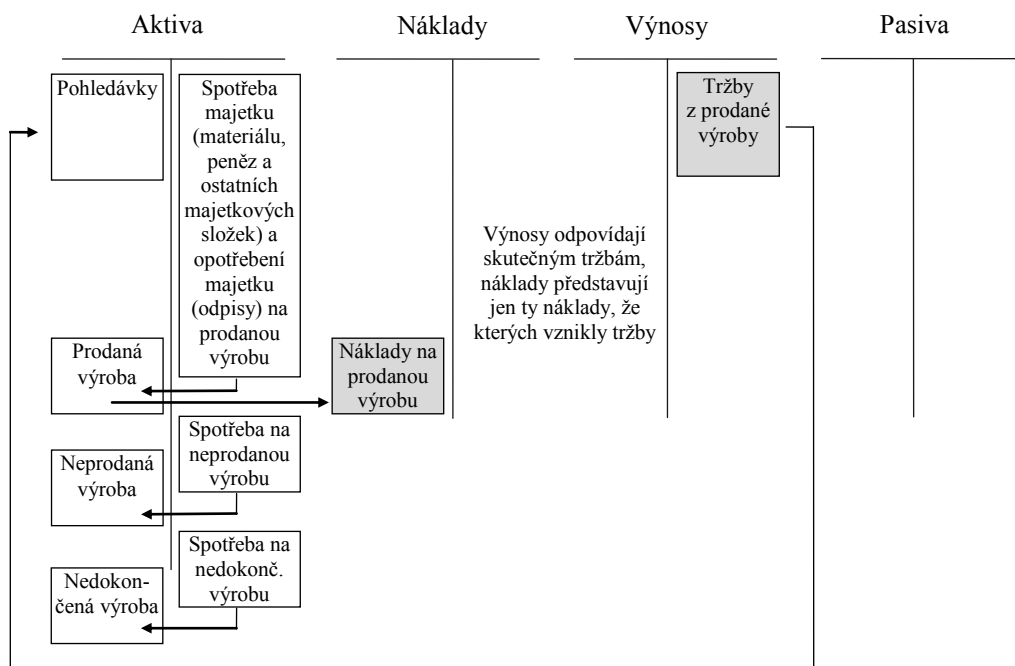 Aktiva
Náklady
Výnosy
Pasiva
Pohledávky
Spotřeba
majetku
(materiálu,
peněz a
ostatních
majetkových
složek) a
opotřebení
majetku
(odpisy) na
prodanou
výrobu
Tržby
z prodané
výroby
Výnosy odpovídají
skutečným tržbám,
náklady představují
jen ty náklady, že
kterých vznikly tržby
Prodaná
výroba
Náklady na
prodanou
výrobu
Spotřeba na
neprodanou
výrobu
Neprodaná
výroba
Spotřeba na
nedokonč.
výrobu
Nedokon-
čená výroba